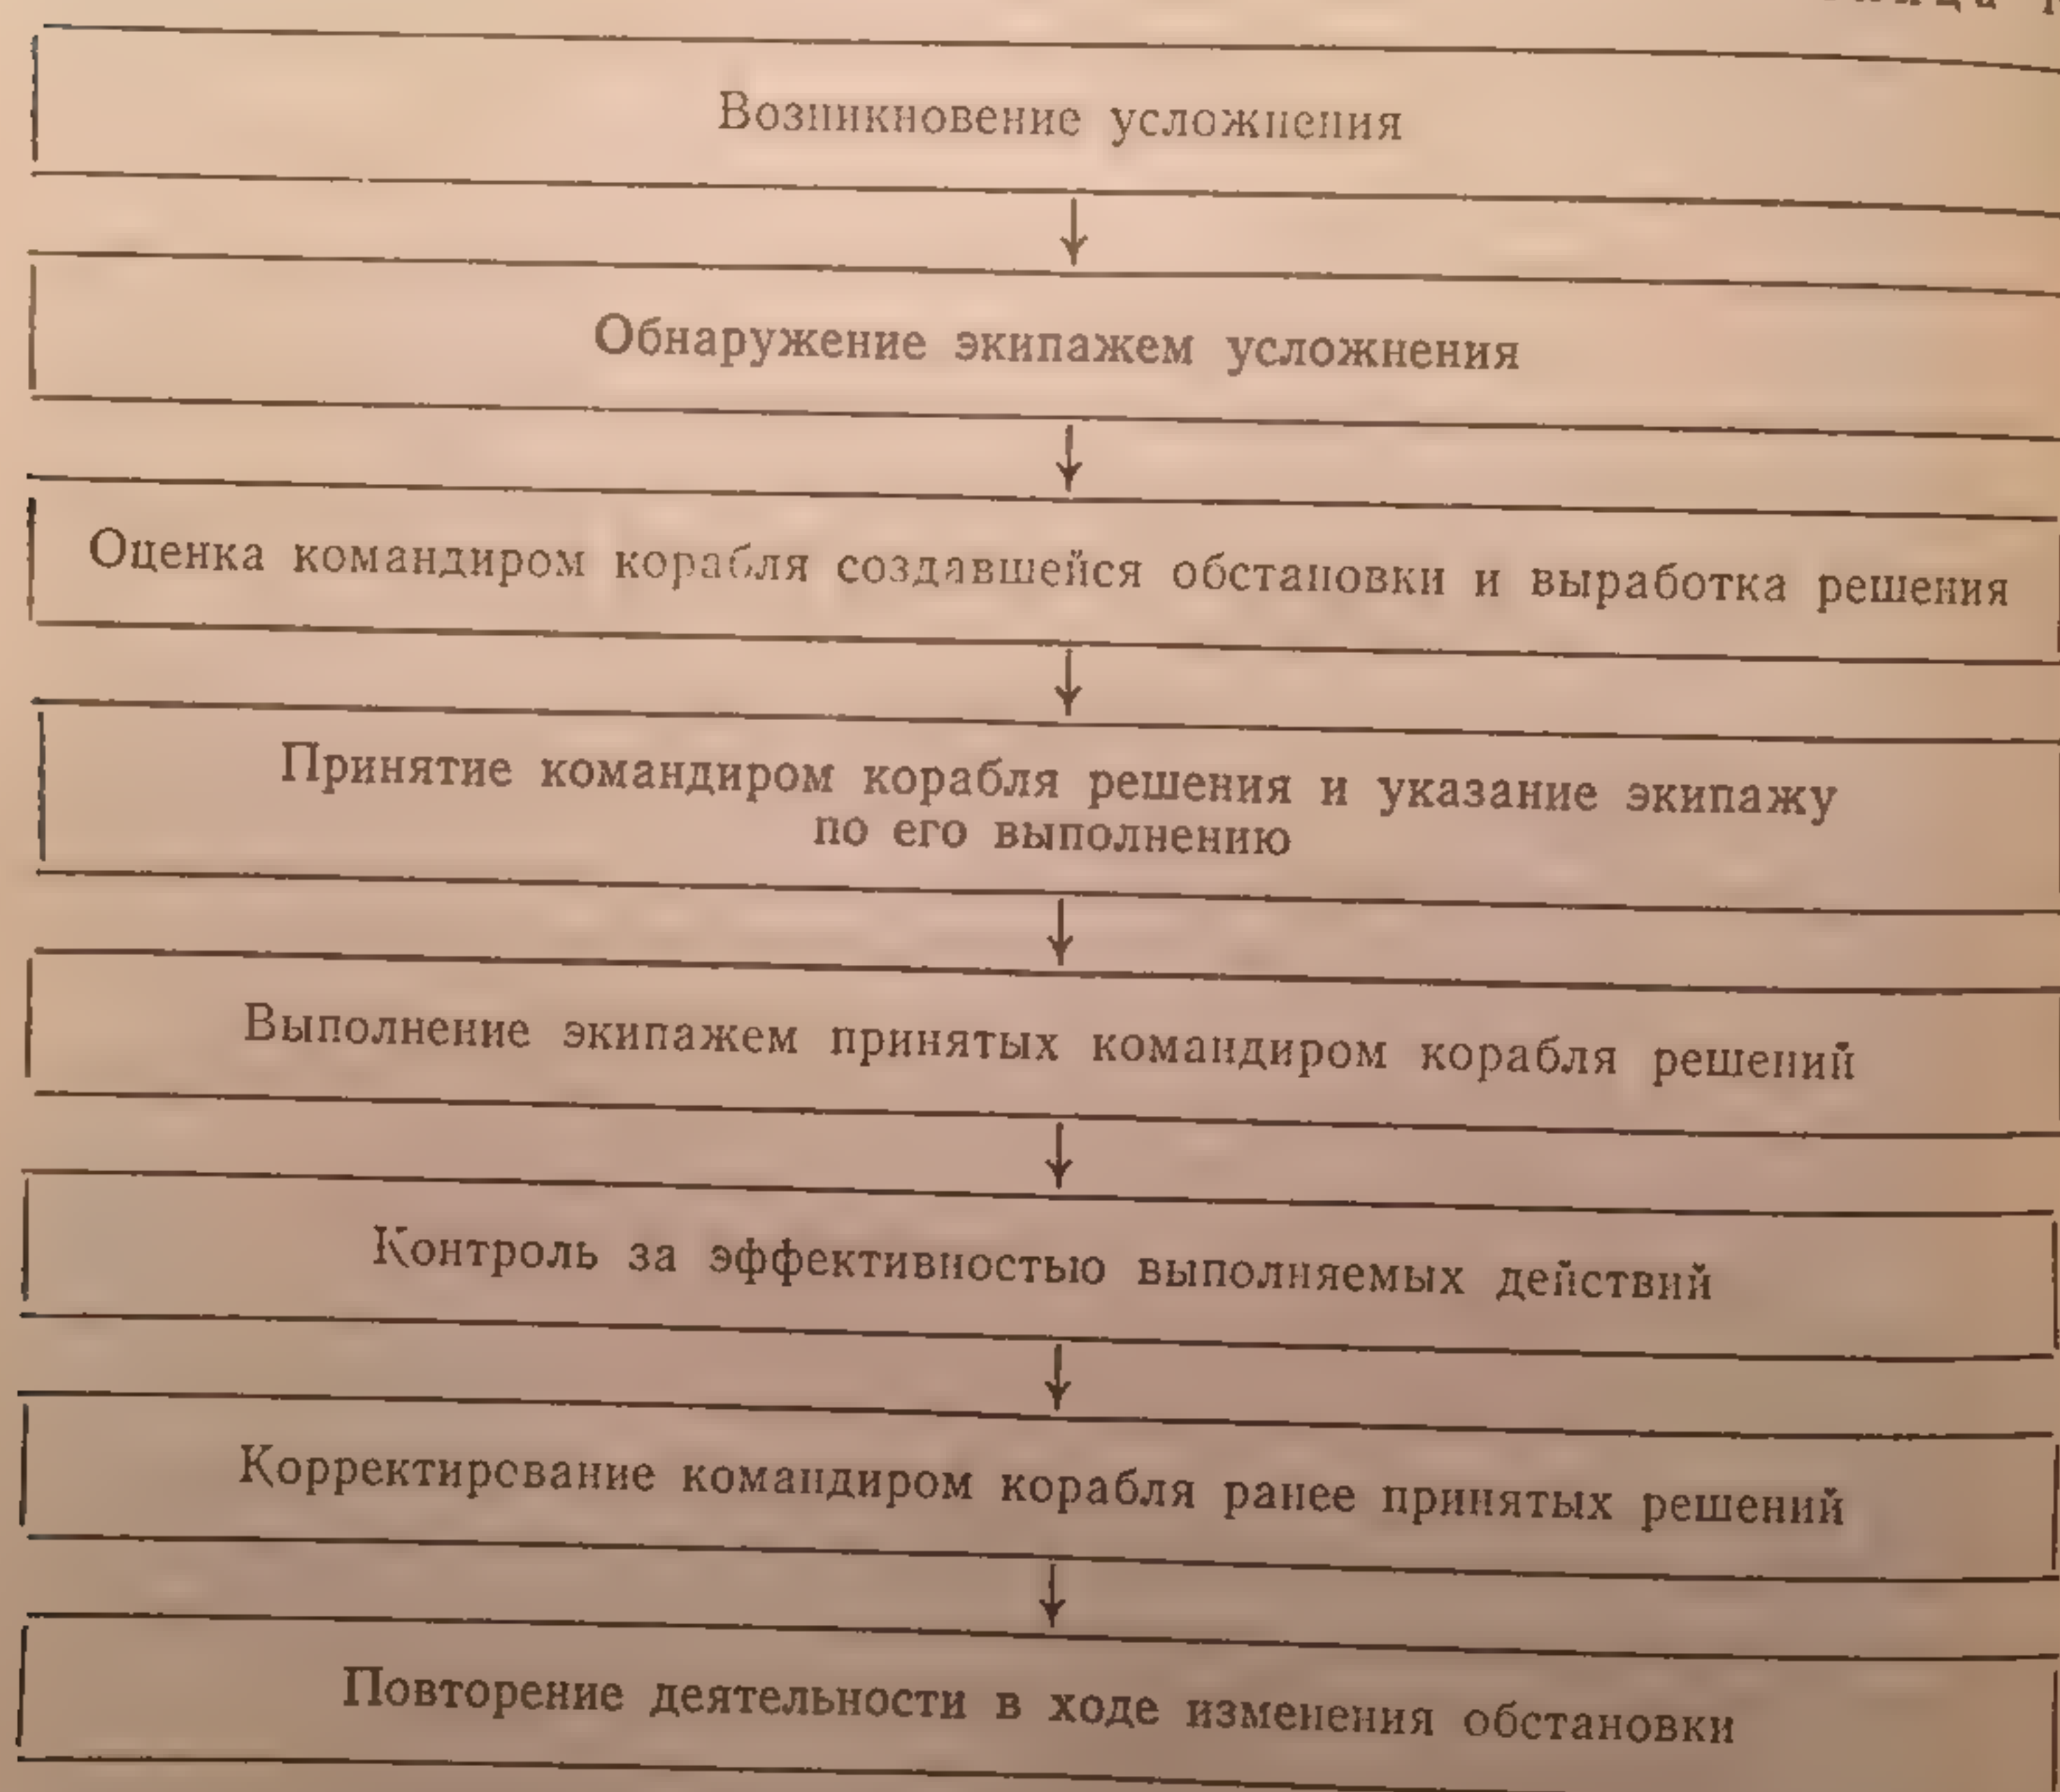 Возникновение усложнения
Обнаружение экипажем усложнения
Оценка командиром корабля создавшейся обстановки и выработка решения
Принятие командиром корабля решения и указание экипажу
по его выполнению
Выполнение экипажем принятых командиром корабля решений
Контроль за эффективностью выполняемых действий
Корректирование командиром корабля ранее принятых решений
Повторение деятельности в ходе изменения обстановки